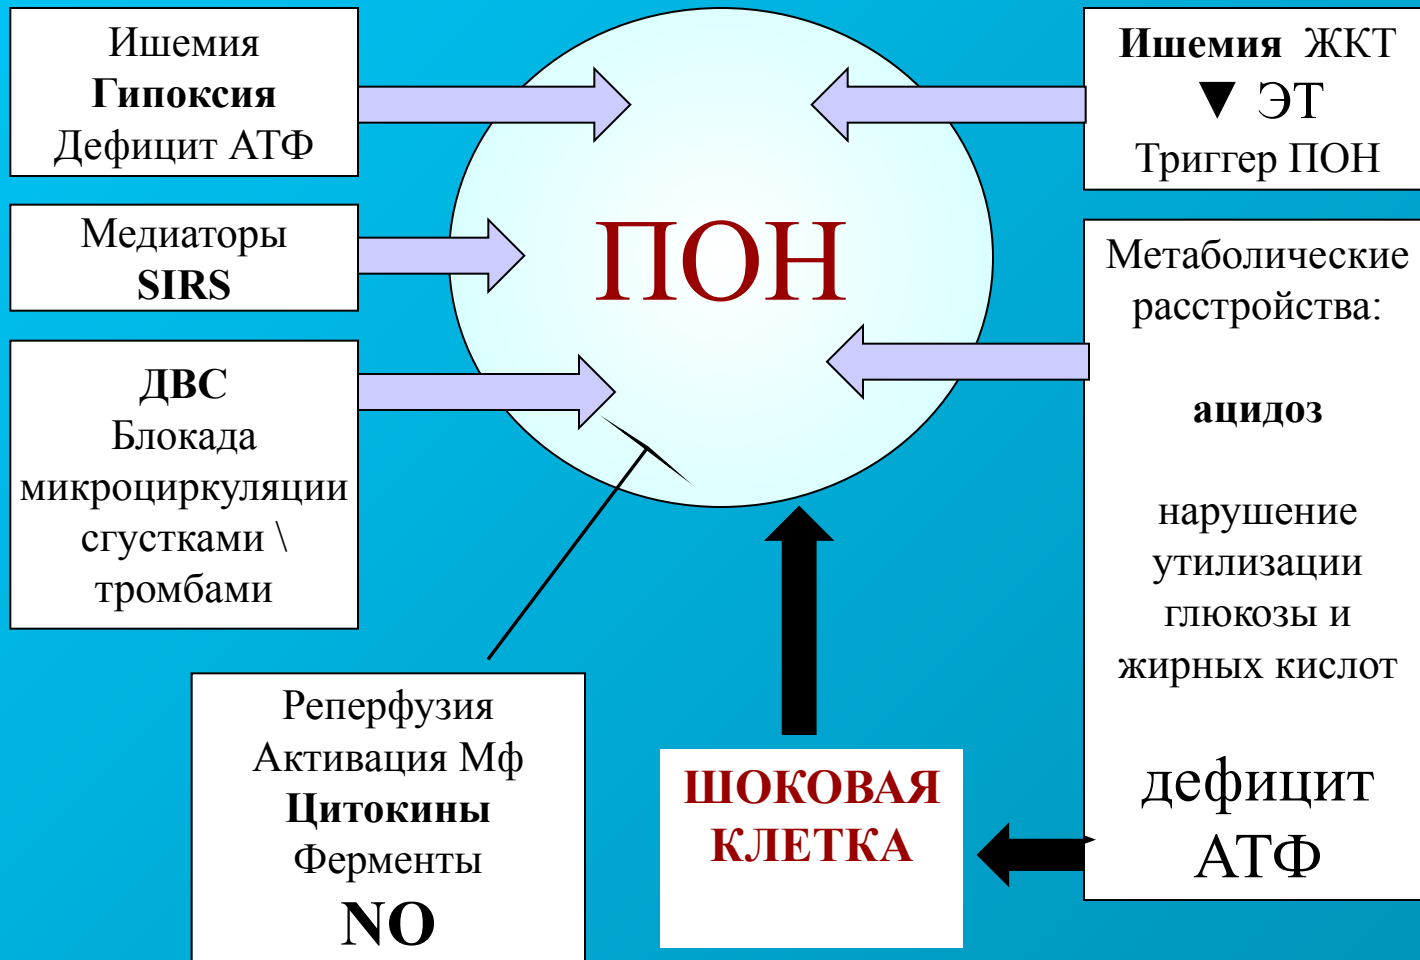 Ишемия
Гипоксия
Дефицит АТФ
Медиаторы
SIRS
ДВС
Блокада
микроциркуляции
сгустками \
тромбами
Реперфузия
Активация Мф
Цитокины
Ферменты
NO
ПОН
ШОКОВАЯ
КЛЕТКА
Ишемия ЖКТ
▼ ЭТ
Триггер ПОН
Метаболические
расстройства:
ацидоз
нарушение
утилизации
глюкозы и
жирных кислот
дефицит
АТФ